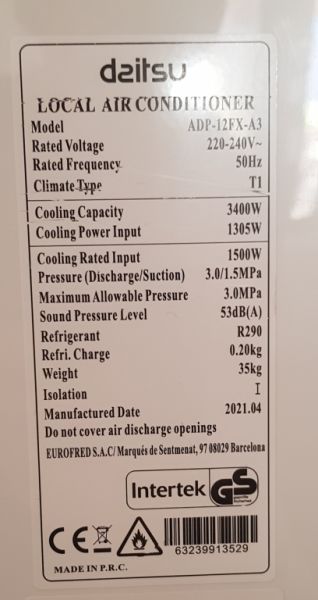 daitsu
LOCAL AIR CONDITIONER
Model ADP-12FX-A3
Rated Voltage 220-240V~
Rated Frequency 50Hz
Climate Type T1
Cooling Capacity 3400W
Cooling Power Input 1305W
Cooling Rated Input 1500W
Pressure (Discharge/Suction) 3.0/1.5MPa
Maximum Allowable Pressure 3.0MPa
Sound Pressure Level 53dB(A)
Refrigerant R290
Refri. Charge 0.20kg
Weight 35kg
Isolation I
Manufactured Date 2021.04
Do not cover air discharge openings
EUROFRED S.A.C/ Marqués de Sentmenat, 97 08029 Barcelona
Intertek GS
CE
63239913529
MADE IN P.R.C.